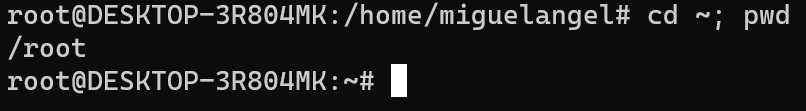 root@DESKTOP-3R804MK:/home/miguelangel# cd ~; pwd
/root
root@DESKTOP-3R804MK:~#